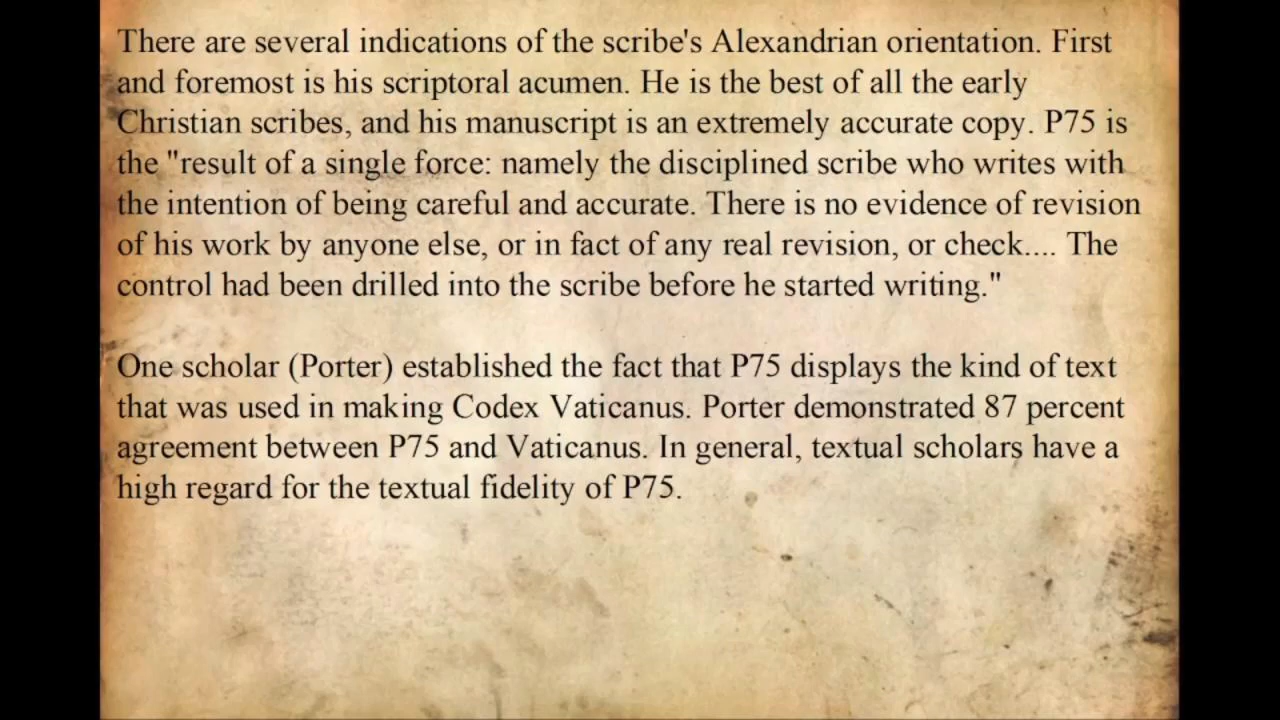 There are several indications of the scribe's Alexandrian orientation. First
and foremost is his scriptoral acumen. He is the best of all the early
Christian scribes, and his manuscript is an extremely accurate copy. P75 is
the "result of a single force: namely the disciplined scribe who writes with
the intention of being careful and accurate. There is no evidence of revision
of his work by anyone else, or in fact of any real revision, or check.... The
control had been drilled into the scribe before he started writing."
One scholar (Porter) established the fact that P75 displays the kind of text
that was used in making Codex Vaticanus. Porter demonstrated 87 percent
agreement between P75 and Vaticanus. In general, textual scholars have a
high regard for the textual fidelity of P75.